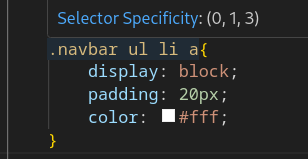 Selector Specificity: (0, 1, 3)
.navbar ul li a{
    display: block;
    padding: 20px;
    color: #fff;
}